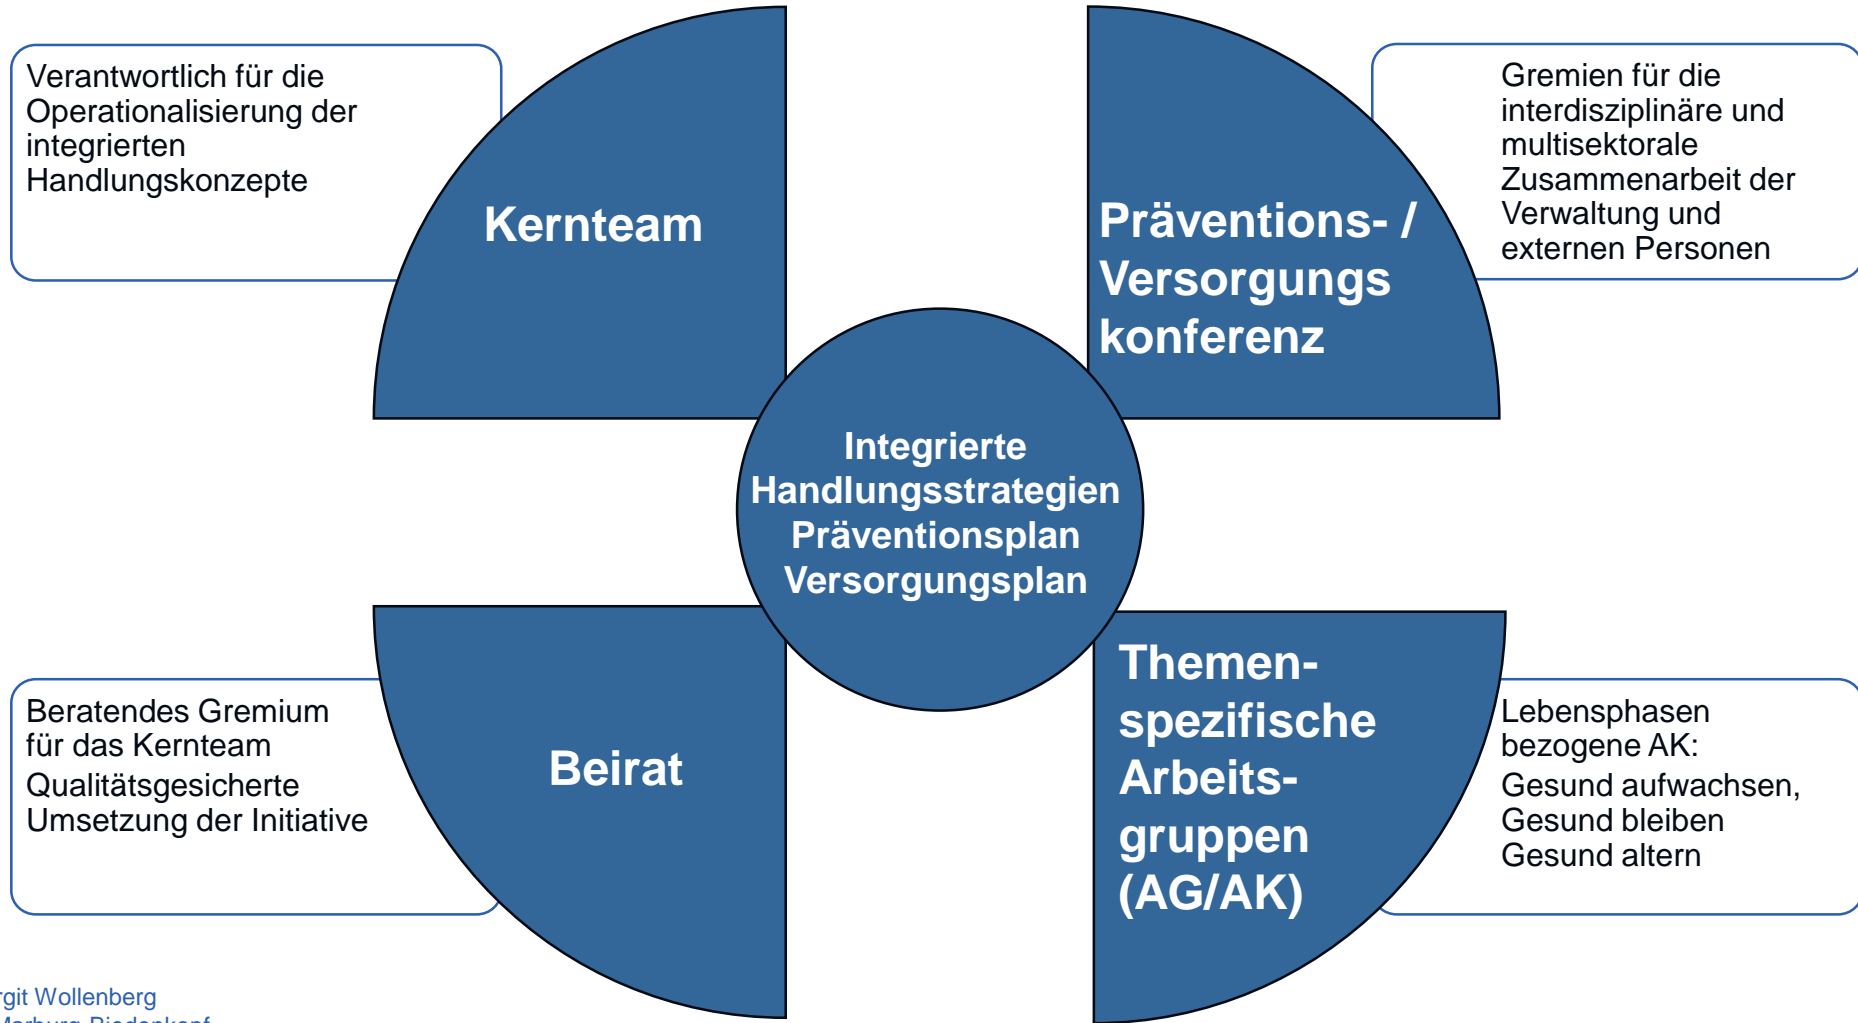 Verantwortlich für die
Operationalisierung der
integrierten
Handlungskonzepte
Kernteam
Präventions- /
Versorgungs
konferenz
Gremien für die
interdisziplinäre und
multisektorale
Zusammenarbeit der
Verwaltung und
externen Personen
Integrierte
Handlungsstrategien
Präventionsplan
Versorgungsplan
Beratendes Gremium
für das Kernteam
Qualitätsgesicherte
Umsetzung der Initiative
Beirat
Themen-
spezifische
Arbeits-
gruppen
(AG/AK)
Lebensphasen
bezogene AK:
Gesund aufwachsen,
Gesund bleiben
Gesund altern
rgit Wollenberg
Marburg-Biedenkopf